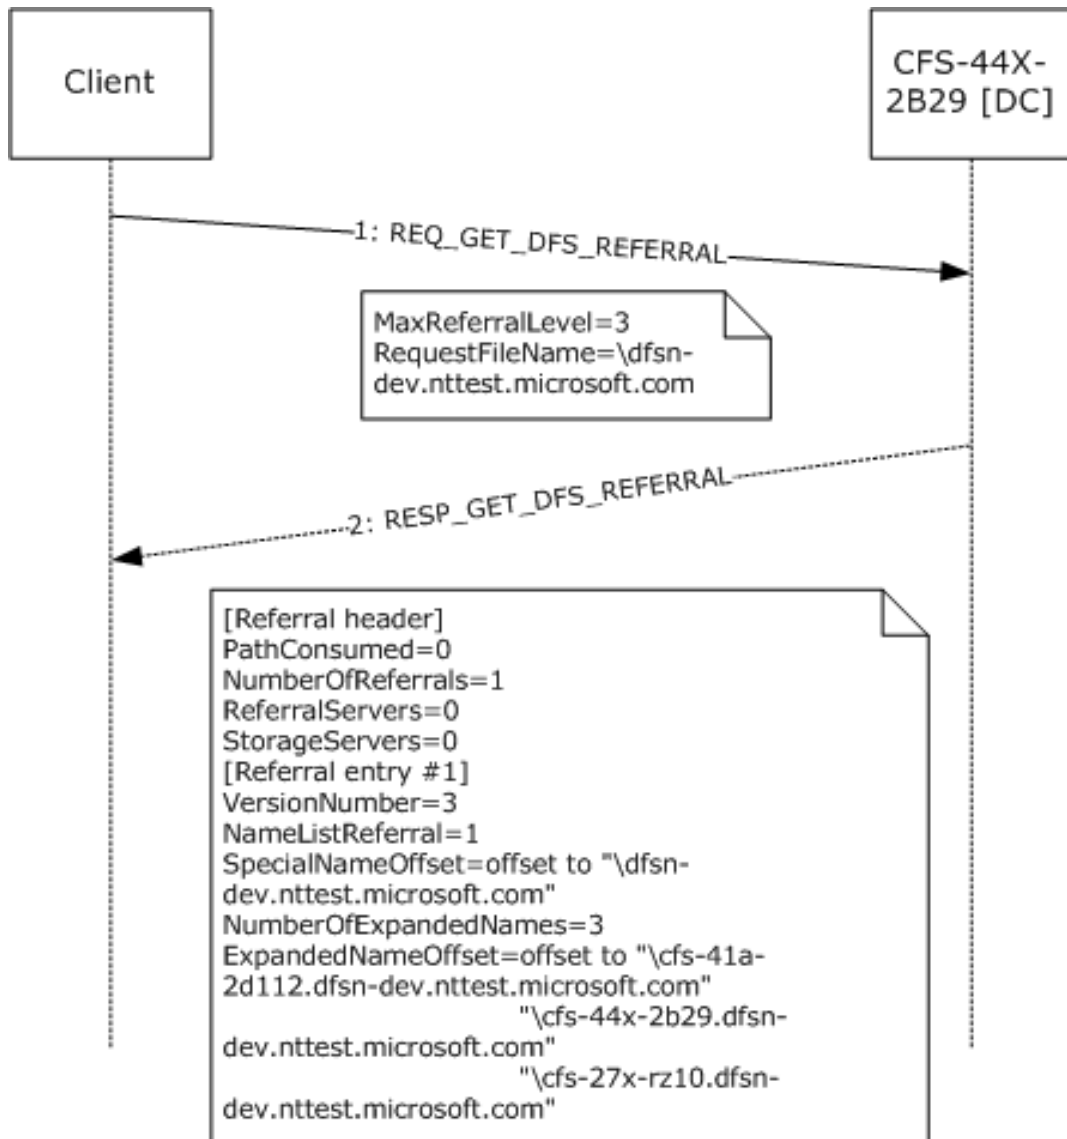 Client
CFS-44X-
2B29 [DC]
1: REQ_GET_DFS_REFERRAL
MaxReferralLevel=3
RequestFileName=\dfsn-
dev.nttest.microsoft.com
2: RESP_GET_DFS_REFERRAL
[Referral header]
PathConsumed=0
NumberOfReferrals=1
ReferralServers=0
StorageServers=0
[Referral entry #1]
VersionNumber=3
NameListReferral=1
SpecialNameOffset=offset to "\dfsn-
dev.nttest.microsoft.com"
NumberOfExpandedNames=3
ExpandedNameOffset=offset to "\cfs-41a-
2d112.dfsn-dev.nttest.microsoft.com"
"\cfs-44x-2b29.dfsn-
dev.nttest.microsoft.com"
"\cfs-27x-rz10.dfsn-
dev.nttest.microsoft.com"